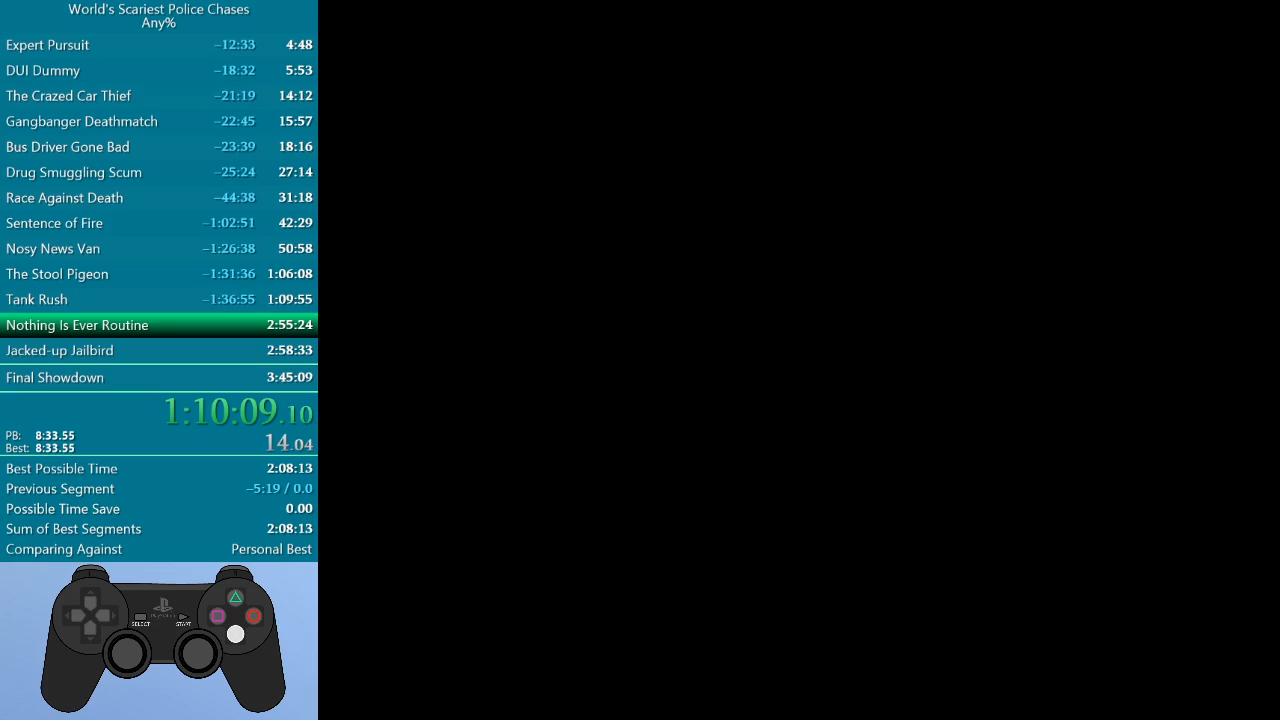 World's Scariest Police Chases
Any%
Expert Pursuit −12:33 4:48
DUI Dummy −18:32 5:53
The Crazed Car Thief −21:19 14:12
Gangbanger Deathmatch −22:45 15:57
Bus Driver Gone Bad −23:39 18:16
Drug Smuggling Scum −25:24 27:14
Race Against Death −44:38 31:18
Sentence of Fire −1:02:51 42:29
Nosy News Van −1:26:38 50:58
The Stool Pigeon −1:31:36 1:06:08
Tank Rush −1:36:55 1:09:55
Nothing Is Ever Routine 2:55:24
Jacked-up Jailbird 2:58:33
Final Showdown 3:45:09
1:10:09.10
PB: 8:33.55
Best: 8:33.55
14.04
Best Possible Time 2:08:13
Previous Segment −5:19 / 0.0
Possible Time Save 0.00
Sum of Best Segments 2:08:13
Comparing Against Personal Best
SELECT START